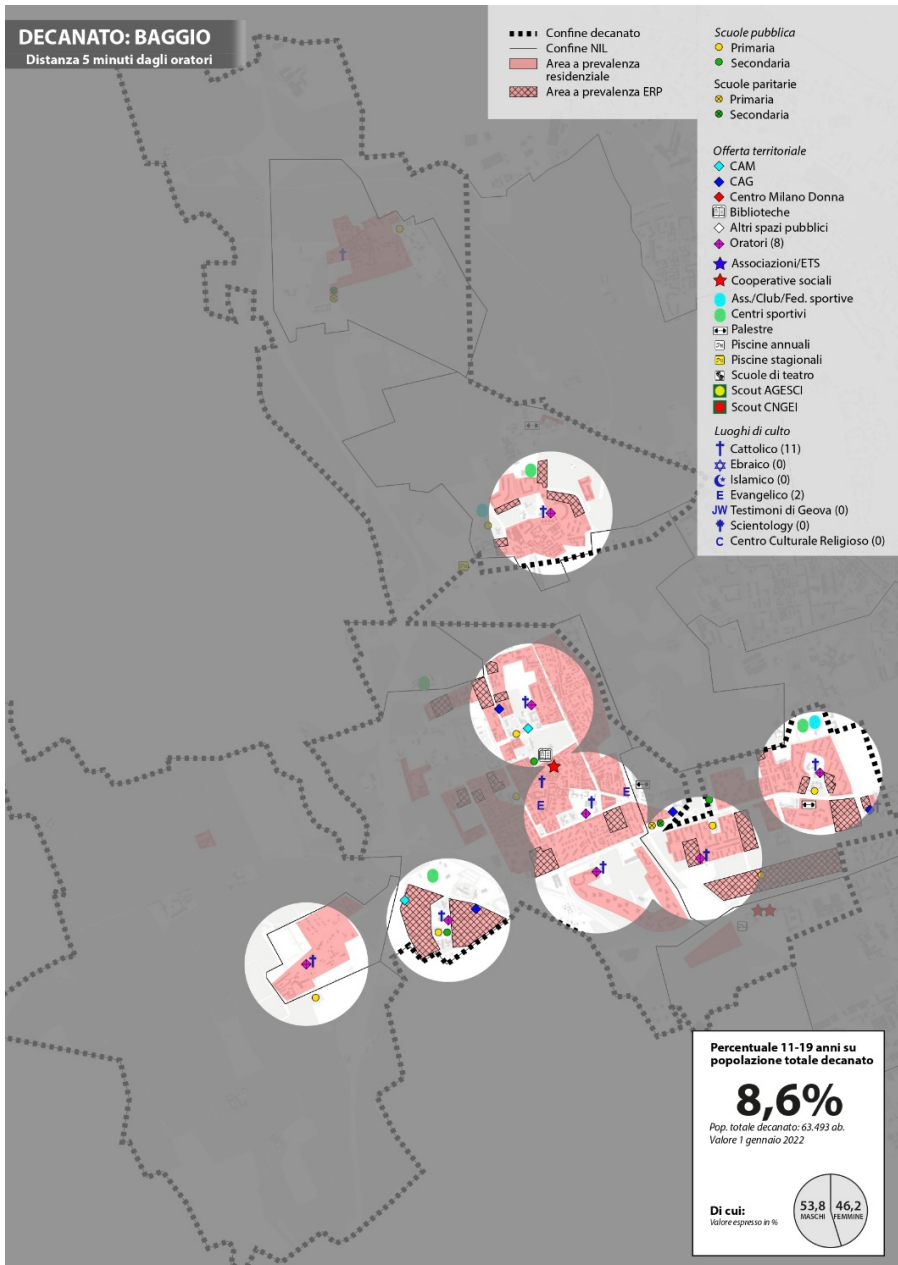 DECANATO: BAGGIO
Distanza 5 minuti dagli oratori
Confine decanato
Confine NIL
Area a prevalenza
residenziale
Area a prevalenza ERP
Scuole pubblica
Primaria
Secondaria
Scuole paritarie
Primaria
Secondaria
Offerta territoriale
CAM
CAG
Centro Milano Donna
Biblioteche
Altri spazi pubblici
Oratori (8)
Associazioni/ETS
Cooperative sociali
Ass./Club/Fed. sportive
Centri sportivi
Palestre
Piscine annuali
Piscine stagionali
Scuole di teatro
Scout AGESCI
Scout CNGEI
Luoghi di culto
Cattolico (11)
Ebraico (0)
Islamico (0)
E Evangelico (2)
JW Testimoni di Geova (0)
Scientology (0)
C Centro Culturale Religioso (0)
E
E
Percentuale 11-19 anni su
popolazione totale decanato
8,6%
Pop. totale decanato: 63.493 ab.
Valore 1 gennaio 2022
Di cui:
Valore espresso in %
53,8
MASCHI
46,2
FEMMINE